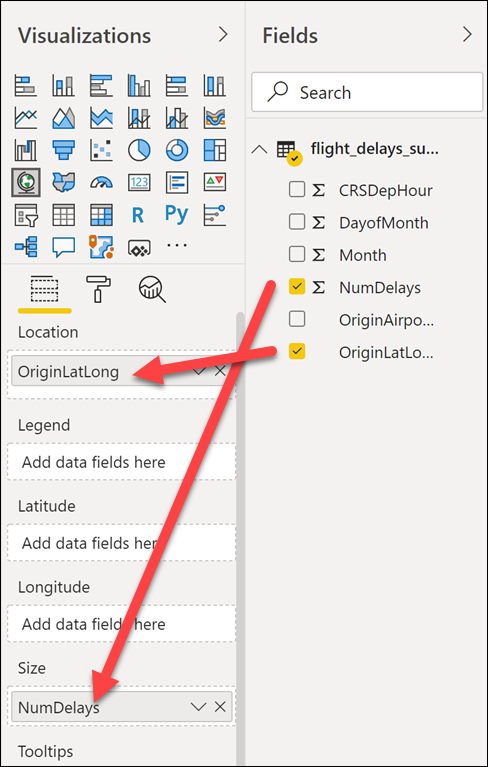 Visualizations
123
R
Py
Location
OriginLatLong
Legend
Add data fields here
Latitude
Add data fields here
Longitude
Add data fields here
Size
NumDelays
Tooltips
Fields
Search
flight_delays_su...
CRSDepHour
DayofMonth
Month
NumDelays
OriginAirpo...
OriginLatLo...